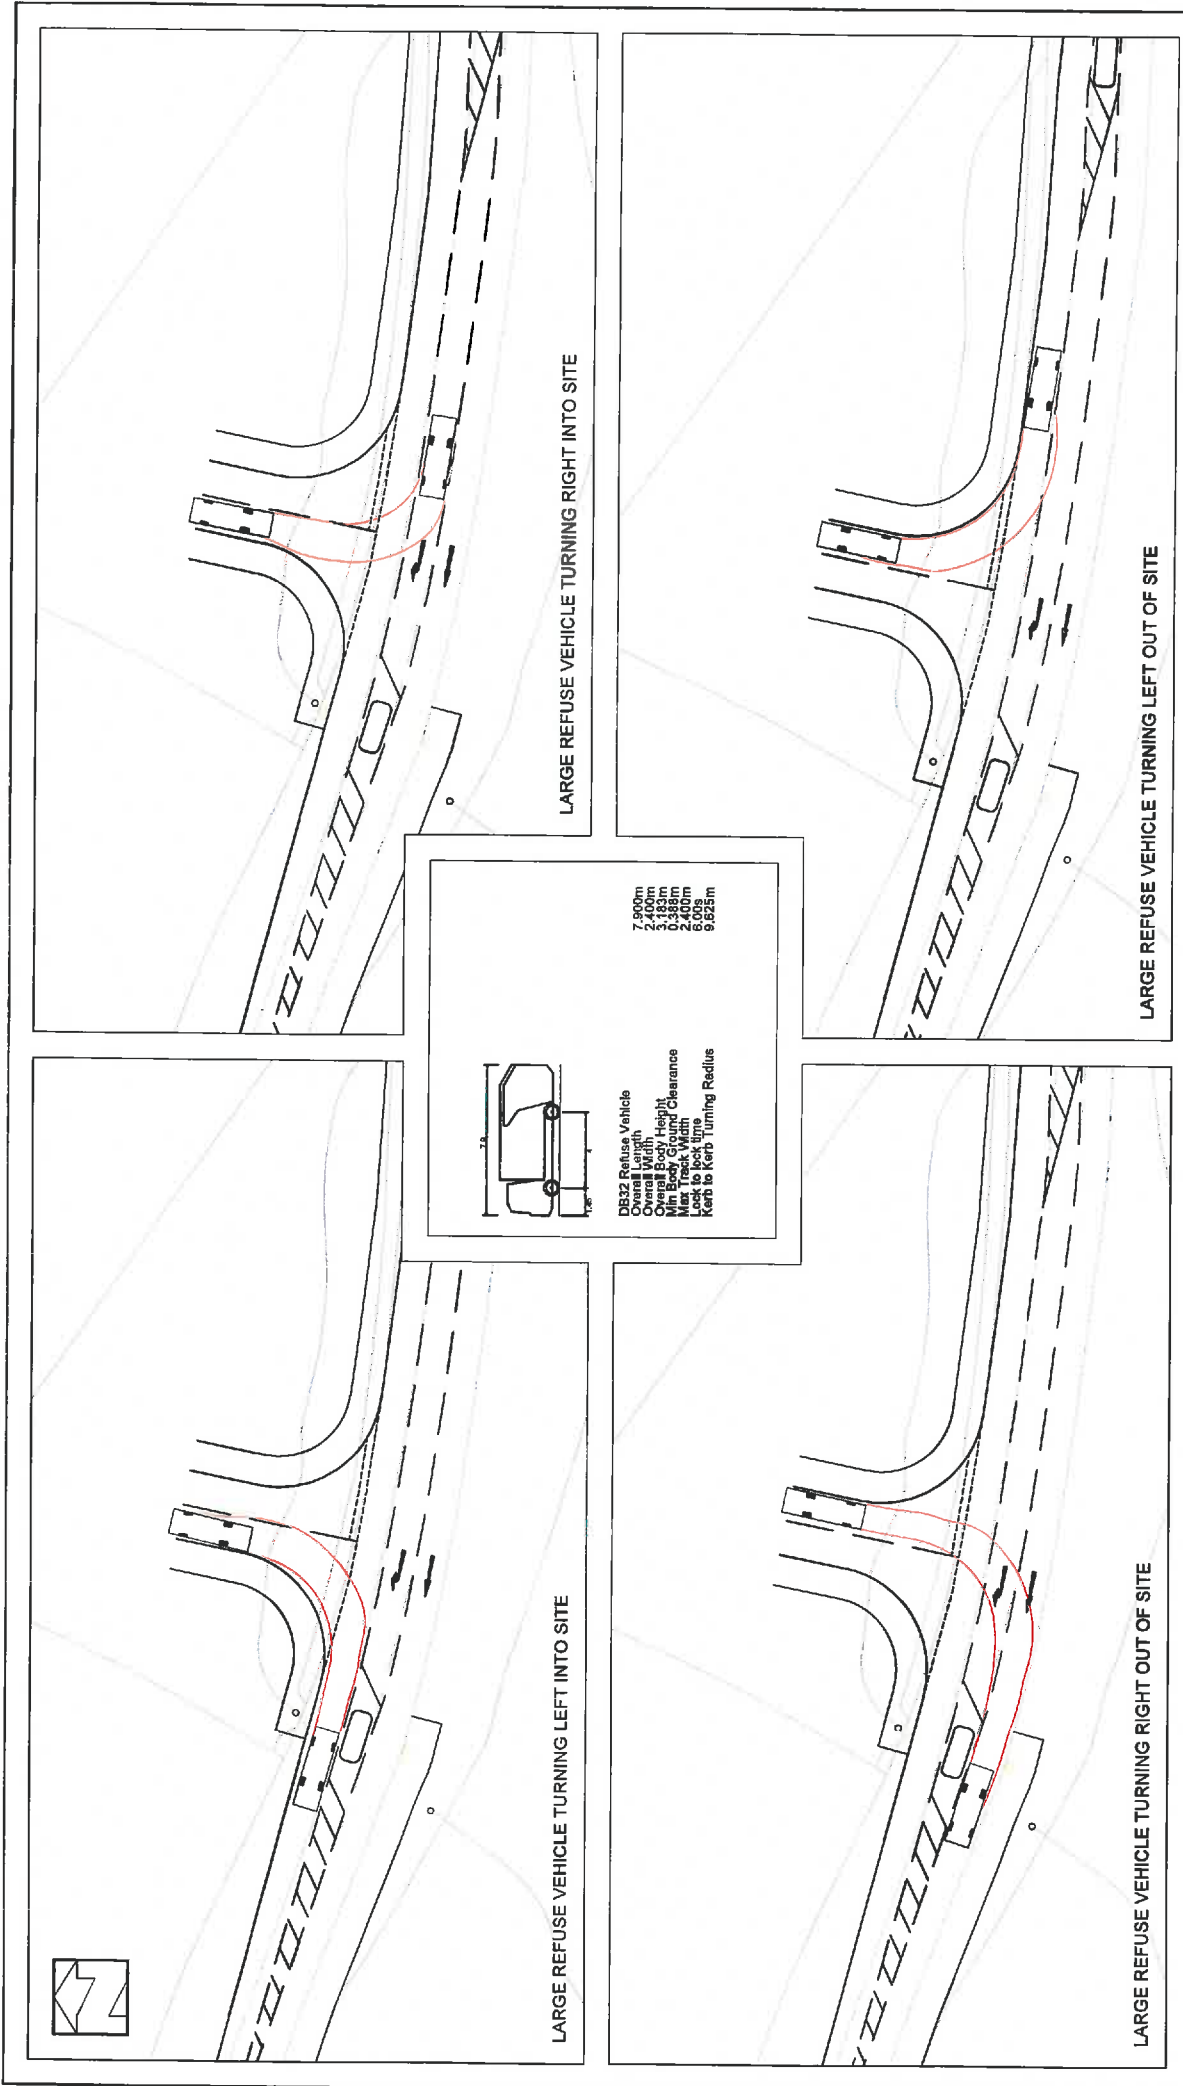 LARGE REFUSE VEHICLE TURNING LEFT INTO SITE
LARGE REFUSE VEHICLE TURNING RIGHT INTO SITE
7.9
4
DB32 Refuse Vehicle
Overall Length 7.900m
Overall Width 2.400m
Overall Body Height 3.183m
Min Body Ground Clearance 0.388m
Max Track Width 2.400m
Lock to lock time 6.00s
Kerb to Kerb Turning Radius 9.625m
LARGE REFUSE VEHICLE TURNING RIGHT OUT OF SITE
LARGE REFUSE VEHICLE TURNING LEFT OUT OF SITE